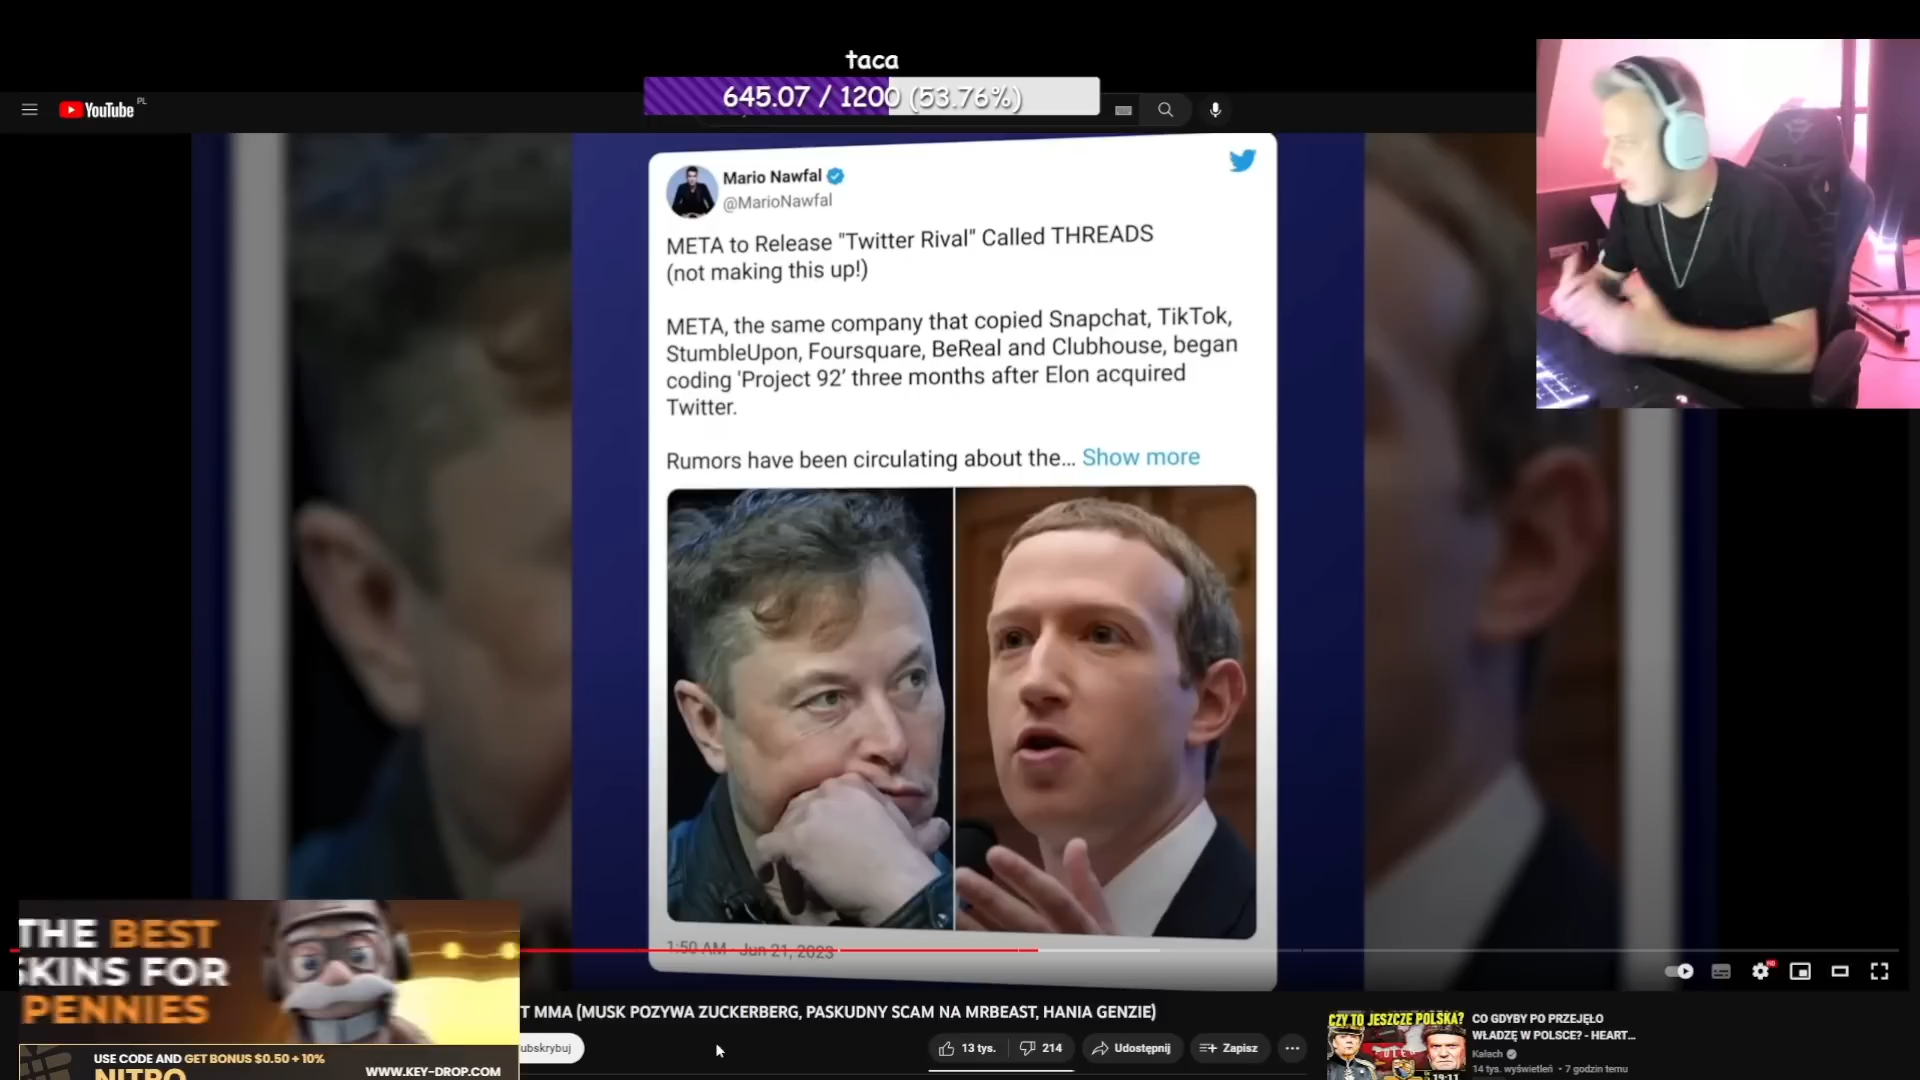 taca
645.07 / 1200 (53.76%)
YouTube PL
Mario Nawfal
@MarioNawfal
META to Release "Twitter Rival" Called THREADS
(not making this up!)
META, the same company that copied Snapchat, TikTok,
StumbleUpon, Foursquare, BeReal and Clubhouse, began
coding 'Project 92' three months after Elon acquired
Twitter.
Rumors have been circulating about the... Show more
1:50 AM · Jun 21, 2023
THE BEST
SKINS FOR
PENNIES
USE CODE AND GET BONUS $0.50 + 10%
NITRO
WWW.KEY-DROP.COM
T MMA (MUSK POZYWA ZUCKERBERG, PASKUDNY SCAM NA MRBEAST, HANIA GENZIE)
ubskrybuj
13 tys.
214
Udostępnij
Zapisz
CZY TO JESZCZE POLSKA?
19:11
CO GDYBY PO PRZEJĘŁO
WŁADZĘ W POLSCE? - HEART...
Kalach
14 tys. wyświetleń • 7 godzin temu